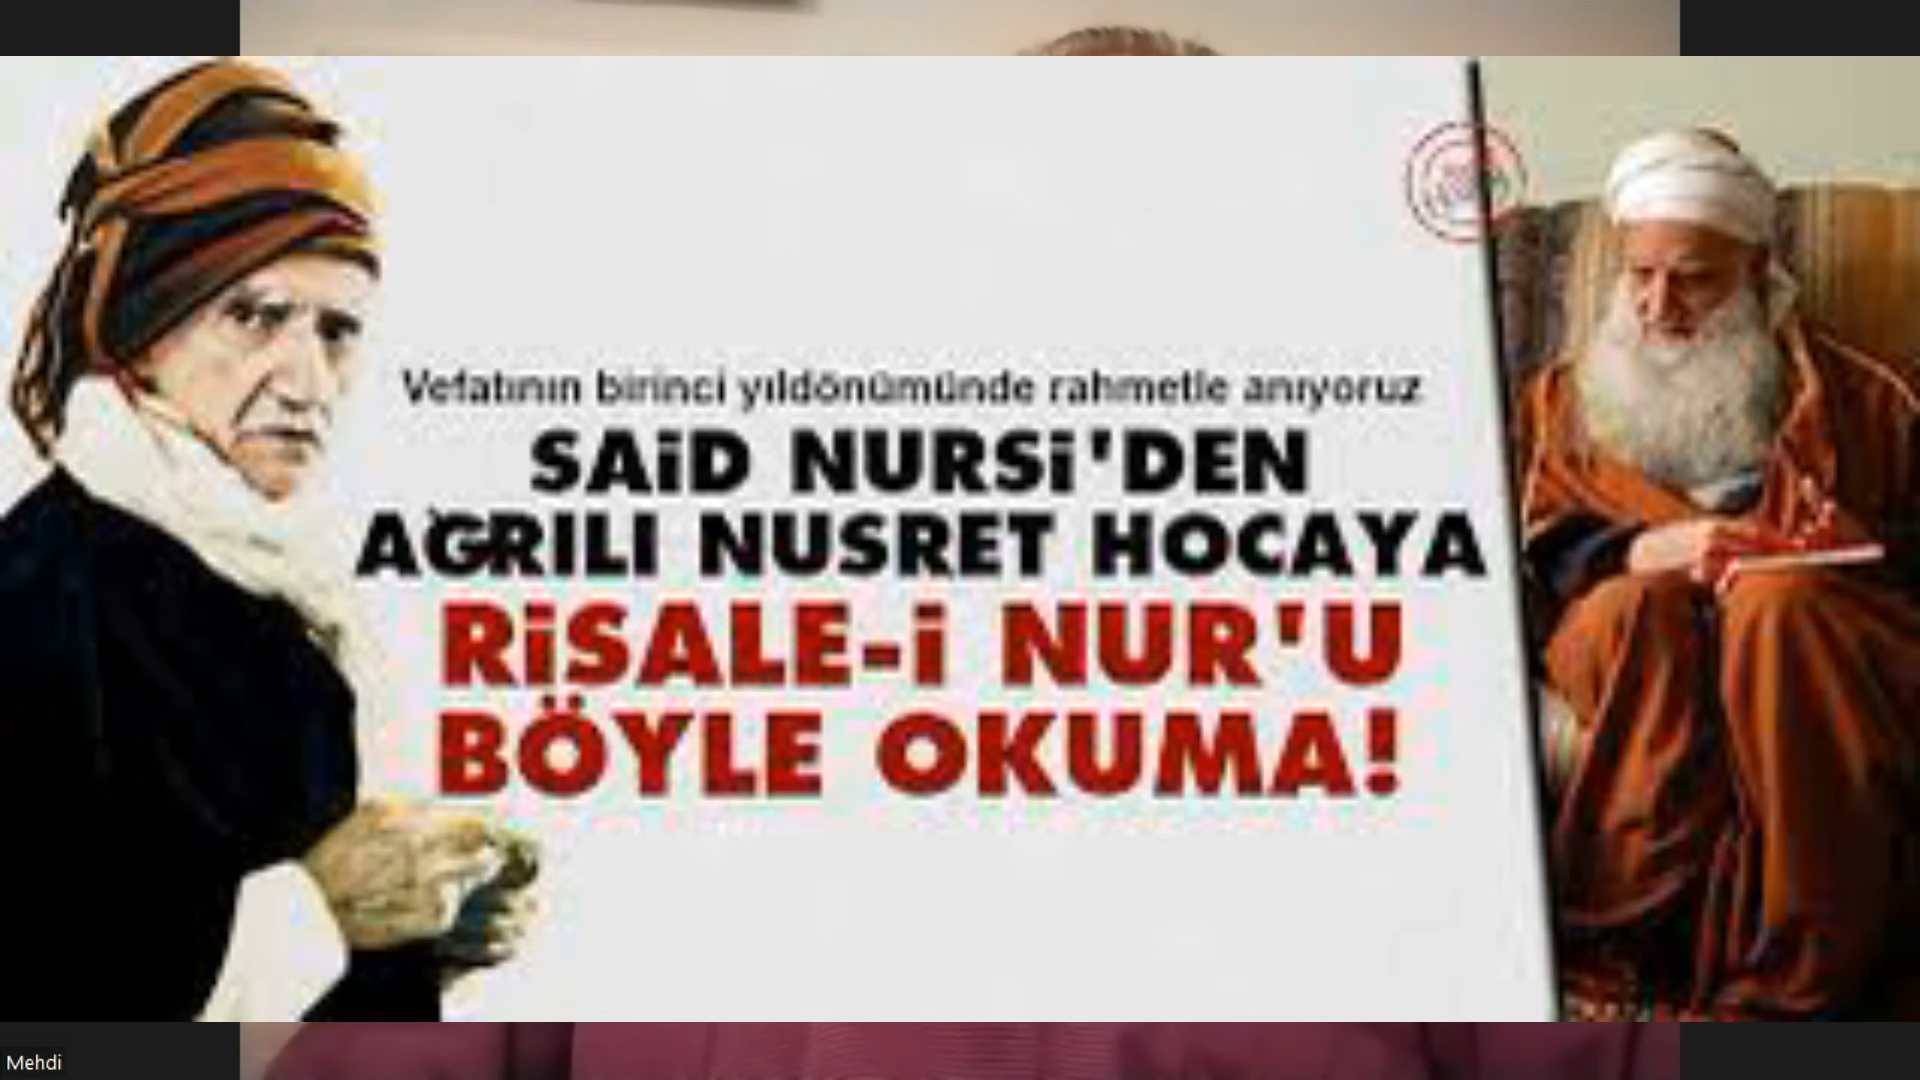 Vefatının birinci yıldönümünde rahmetle anıyoruz
SAiD NURSi'DEN
AĞRILI NUSRET HOCAYA
RiSALE-i NUR'U
BÖYLE OKUMA!
Mehdi